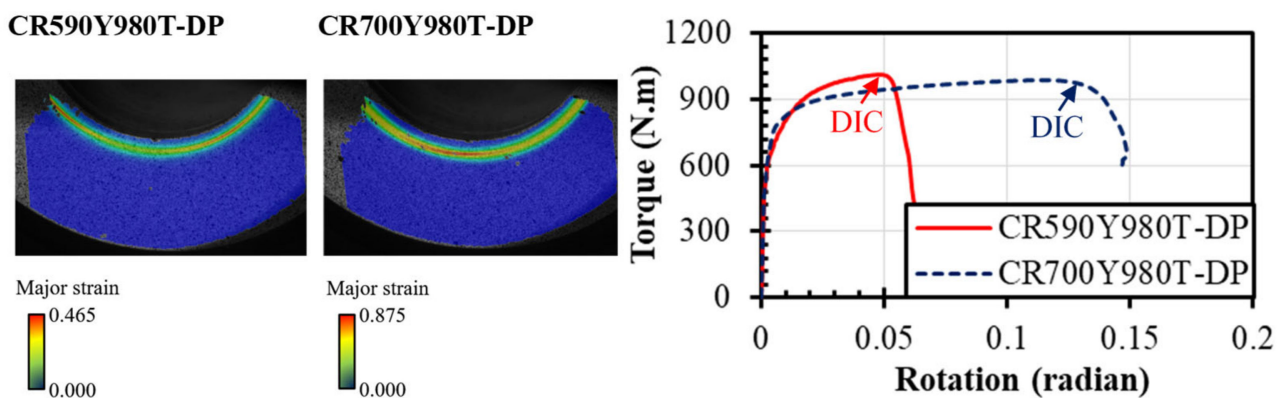 CR590Y980T-DP
CR700Y980T-DP
Major strain
0.465
0.000
Major strain
0.875
0.000
Torque (N.m)
1200
900
600
300
0
DIC
DIC
CR590Y980T-DP
CR700Y980T-DP
0
0.05
0.1
0.15
0.2
Rotation (radian)